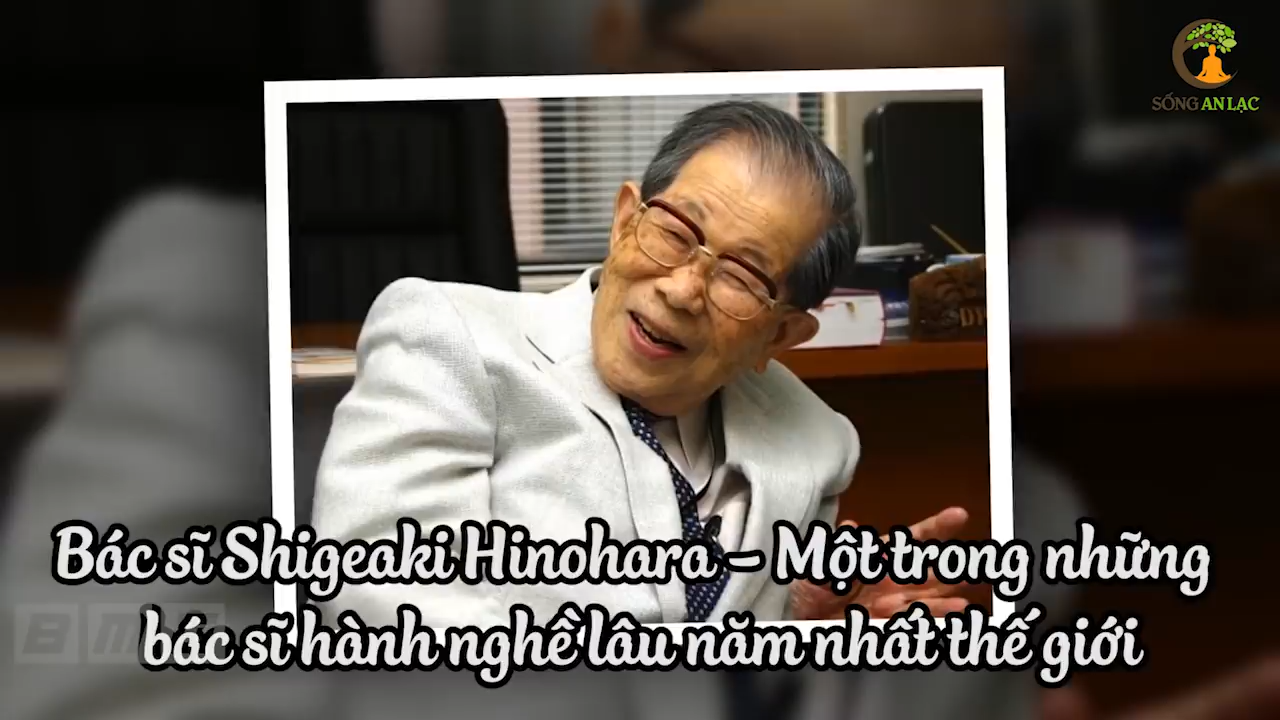 SỐNG AN LẠC
Bác sĩ Shigeaki Hinohara – Một trong những
bác sĩ hành nghề lâu năm nhất thế giới